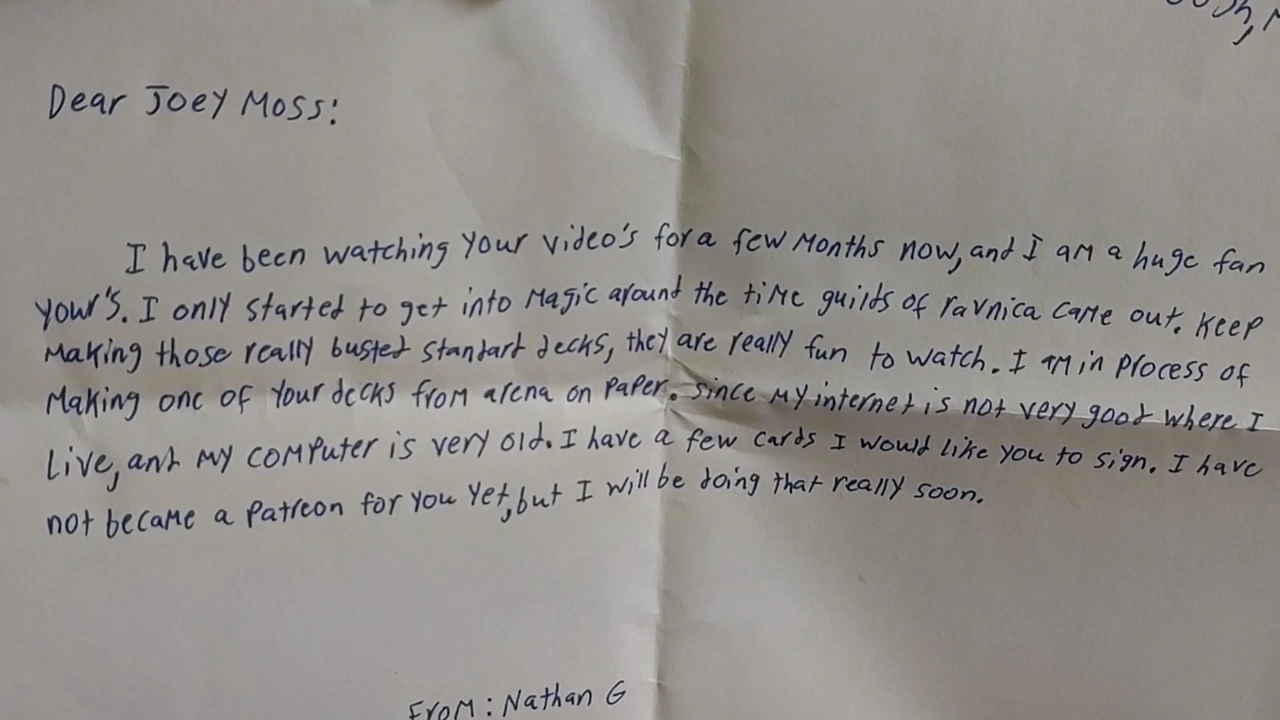 Dear Joey Moss:
I have been watching your video's for a few Months now, and I am a huge fan
your's. I only started to get into Magic around the time guilds of ravnica came out. Keep
Making those really busted standard decks, they are really fun to watch. I am in process of
Making one of your decks from arena on paper. since my internet is not very good where I
Live, and my computer is very old. I have a few cards I would like you to sign. I have
not became a patreon for you yet, but I will be doing that really soon.
From: Nathan G